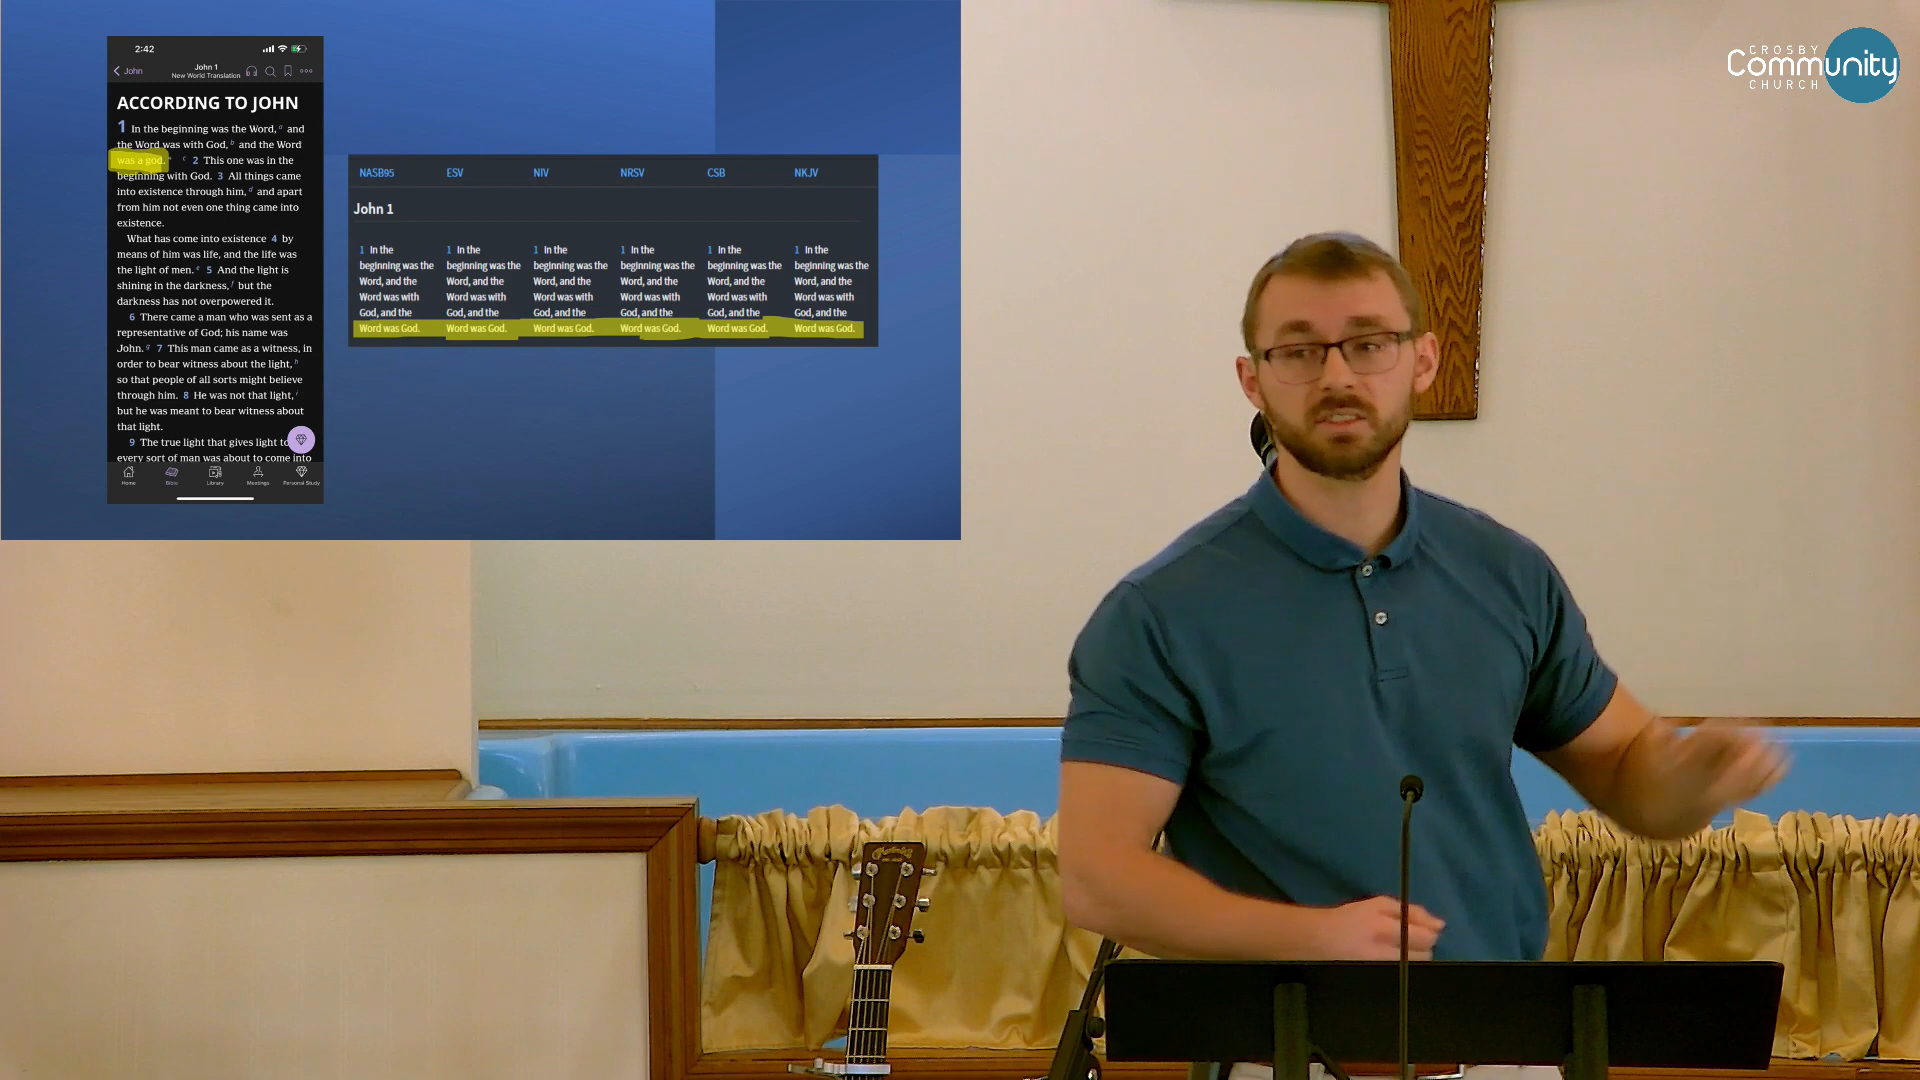 2:42
John
John 1
New World Translation
ACCORDING TO JOHN
1 In the beginning was the Word, a and
the Word was with God, b and the Word
was a god. * c 2 This one was in the
beginning with God. 3 All things came
into existence through him, d and apart
from him not even one thing came into
existence.
What has come into existence 4 by
means of him was life, and the life was
the light of men. e 5 And the light is
shining in the darkness, f but the
darkness has not overpowered it.
6 There came a man who was sent as a
representative of God; his name was
John. g 7 This man came as a witness, in
order to bear witness about the light, h
so that people of all sorts might believe
through him. 8 He was not that light, i
but he was meant to bear witness about
that light.
9 The true light that gives light to
every sort of man was about to come into
Home Bible Library Meetings Personal Study
NASB95 ESV NIV NRSV CSB NKJV
John 1
1 In the
beginning was the
Word, and the
Word was with
God, and the
Word was God.
1 In the
beginning was the
Word, and the
Word was with
God, and the
Word was God.
1 In the
beginning was the
Word, and the
Word was with
God, and the
Word was God.
1 In the
beginning was the
Word, and the
Word was with
God, and the
Word was God.
1 In the
beginning was the
Word, and the
Word was with
God, and the
Word was God.
1 In the
beginning was the
Word, and the
Word was with
God, and the
Word was God.
CROSBY
Community
CHURCH